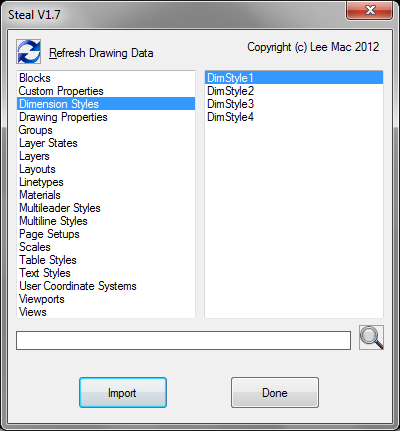 Steal V1.7
Refresh Drawing Data
Copyright (c) Lee Mac 2012
Blocks
Custom Properties
Dimension Styles
Drawing Properties
Groups
Layer States
Layers
Layouts
Linetypes
Materials
Multileader Styles
Multiline Styles
Page Setups
Scales
Table Styles
Text Styles
User Coordinate Systems
Viewports
Views
DimStyle1
DimStyle2
DimStyle3
DimStyle4
Import
Done